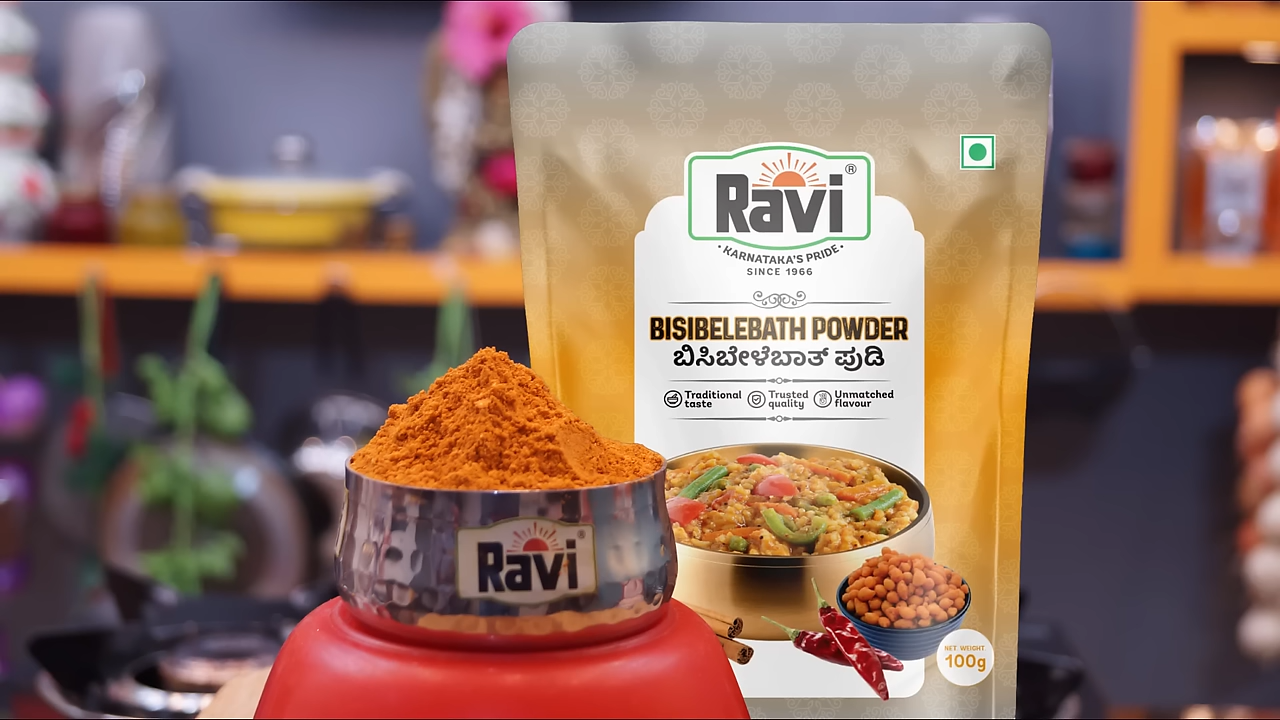 Ravi®
• KARNATAKA'S PRIDE •
SINCE 1966
BISIBELEBATH POWDER
ಬಿಸಿಬೇಳೆಬಾತ್ ಪುಡಿ
Traditional taste
Trusted quality
Unmatched flavour
Ravi®
NET WEIGHT
100g